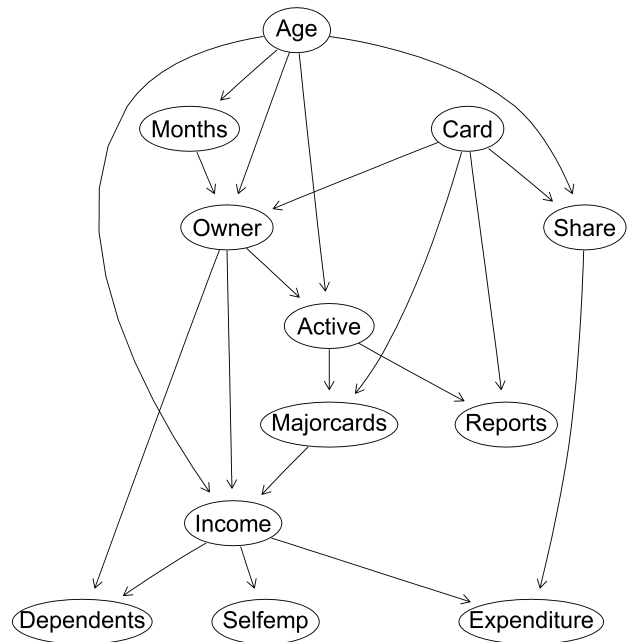 Age
Months
Card
Owner
Share
Active
Majorcards
Reports
Income
Dependents
Selfemp
Expenditure